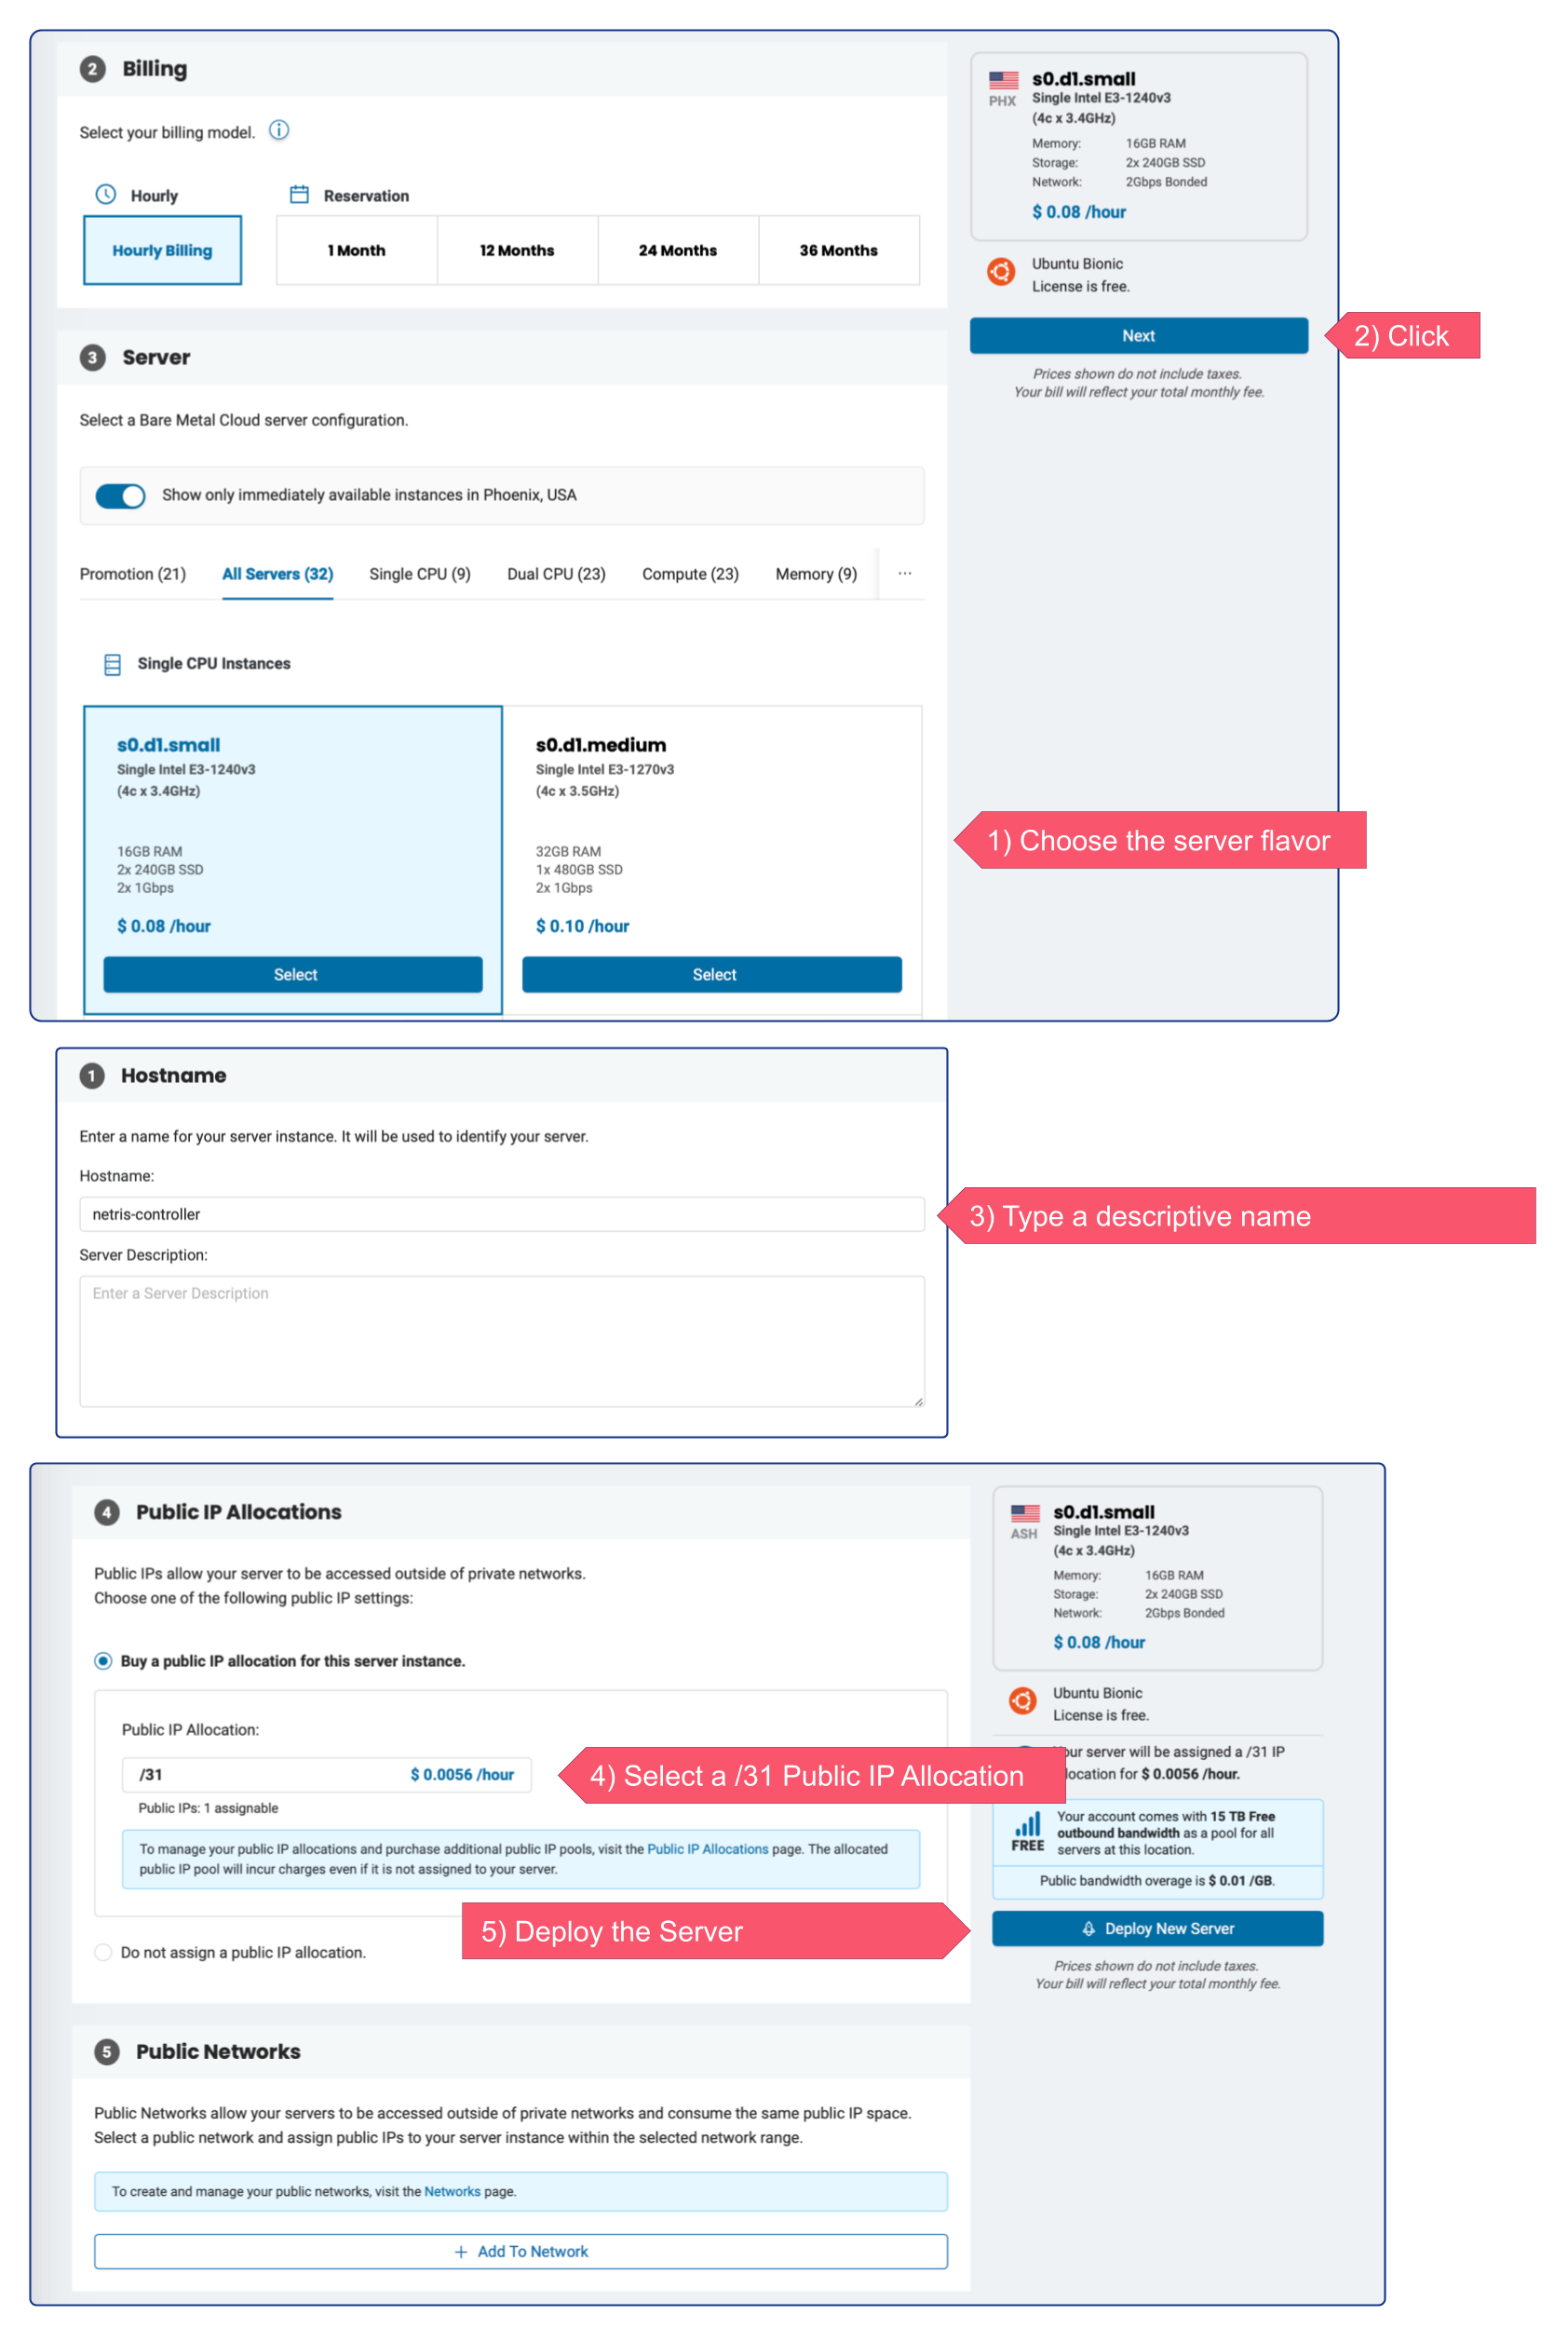 2 Billing
Select your billing model.
Hourly
Reservation
Hourly Billing
1 Month
12 Months
24 Months
36 Months
s0.d1.small
PHX
Single Intel E3-1240v3
(4c x 3.4GHz)
Memory: 16GB RAM
Storage: 2x 240GB SSD
Network: 2Gbps Bonded
$ 0.08 /hour
Ubuntu Bionic
License is free.
Next
2) Click
Prices shown do not include taxes.
Your bill will reflect your total monthly fee.
3 Server
Select a Bare Metal Cloud server configuration.
Show only immediately available instances in Phoenix, USA
Promotion (21) All Servers (32) Single CPU (9) Dual CPU (23) Compute (23) Memory (9) ...
Single CPU Instances
s0.d1.small
Single Intel E3-1240v3
(4c x 3.4GHz)
16GB RAM
2x 240GB SSD
2x 1Gbps
$ 0.08 /hour
Select
s0.d1.medium
Single Intel E3-1270v3
(4c x 3.5GHz)
32GB RAM
1x 480GB SSD
2x 1Gbps
$ 0.10 /hour
Select
1) Choose the server flavor
1 Hostname
Enter a name for your server instance. It will be used to identify your server.
Hostname:
netris-controller
3) Type a descriptive name
Server Description:
Enter a Server Description
4 Public IP Allocations
Public IPs allow your server to be accessed outside of private networks.
Choose one of the following public IP settings:
Buy a public IP allocation for this server instance.
Public IP Allocation:
/31 $ 0.0056 /hour
4) Select a /31 Public IP Allocation
Public IPs: 1 assignable
To manage your public IP allocations and purchase additional public IP pools, visit the Public IP Allocations page. The allocated
public IP pool will incur charges even if it is not assigned to your server.
5) Deploy the Server
Do not assign a public IP allocation.
s0.d1.small
ASH
Single Intel E3-1240v3
(4c x 3.4GHz)
Memory: 16GB RAM
Storage: 2x 240GB SSD
Network: 2Gbps Bonded
$ 0.08 /hour
Ubuntu Bionic
License is free.
server will be assigned a /31 IP
for $ 0.0056 /hour.
FREE
Your account comes with 15 TB Free
outbound bandwidth as a pool for all
servers at this location.
Public bandwidth overage is $ 0.01 /GB.
Deploy New Server
Prices shown do not include taxes.
Your bill will reflect your total monthly fee.
5 Public Networks
Public Networks allow your servers to be accessed outside of private networks and consume the same public IP space.
Select a public network and assign public IPs to your server instance within the selected network range.
To create and manage your public networks, visit the Networks page.
+ Add To Network